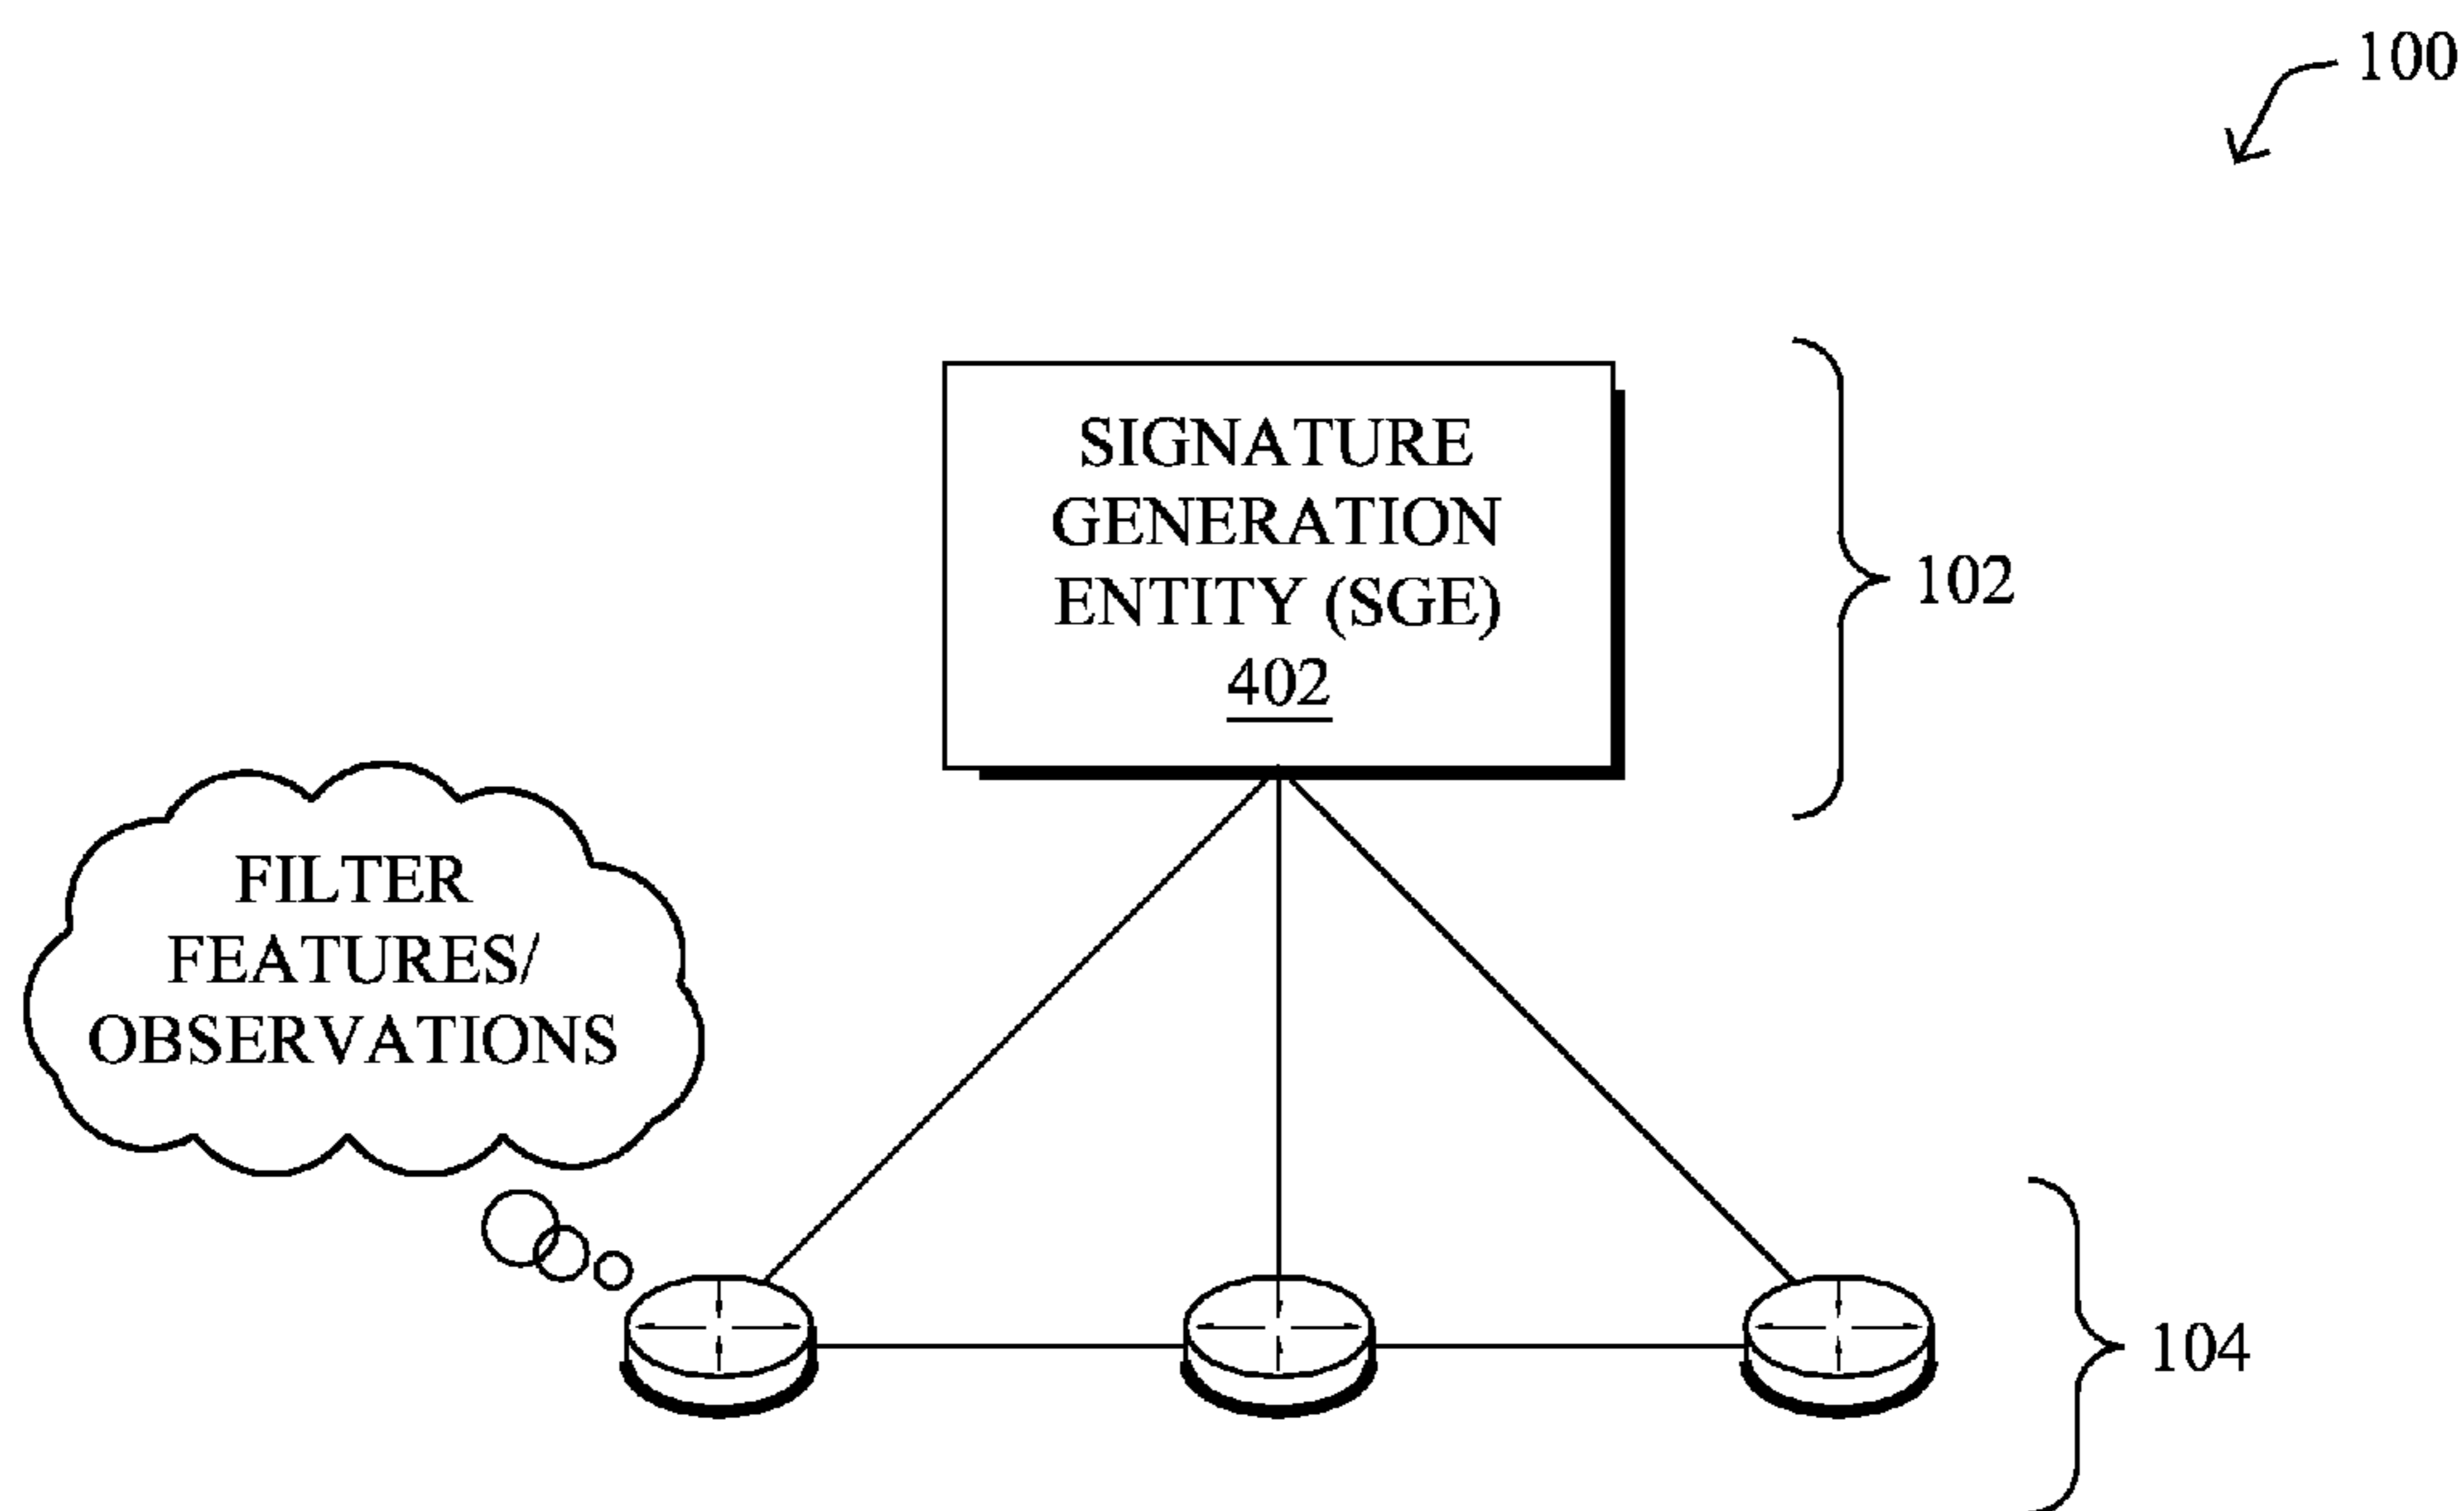 100
SIGNATURE
GENERATION
ENTITY (SGE)
402
102
FILTER
FEATURES/
OBSERVATIONS
104